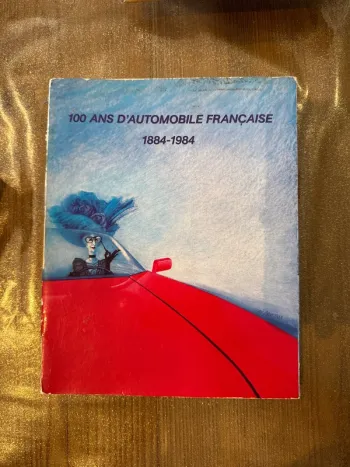 100 ANS D'AUTOMOBILE FRANÇAISE
1884-1984